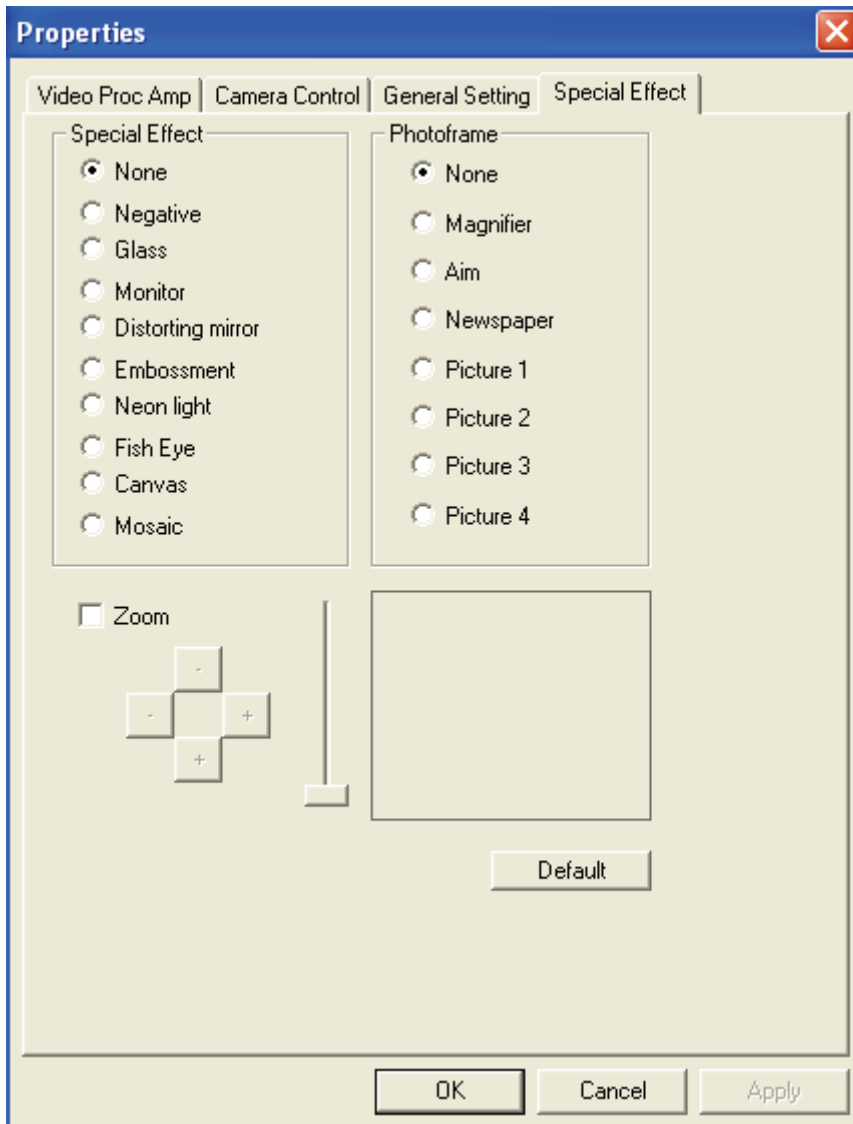 Properties
Video Proc Amp
Camera Control
General Setting
Special Effect
Special Effect
None
Negative
Glass
Monitor
Distorting mirror
Embossment
Neon light
Fish Eye
Canvas
Mosaic
Photoframe
None
Magnifier
Aim
Newspaper
Picture 1
Picture 2
Picture 3
Picture 4
Zoom
-
-
+
+
Default
OK
Cancel
Apply